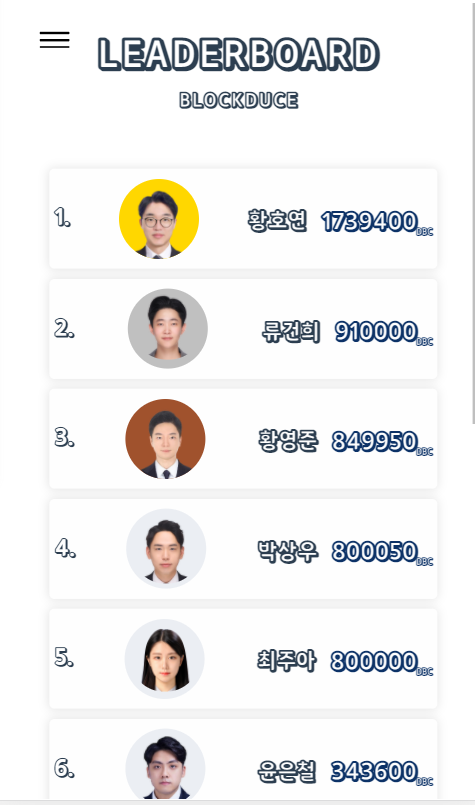 LEADERBOARD
BLOCKDUCE
1. 황호연 1739400 DBC
2. 류건희 910000 DBC
3. 황영준 849950 DBC
4. 박상우 800050 DBC
5. 최주아 800000 DBC
6. 윤은철 343600 DBC